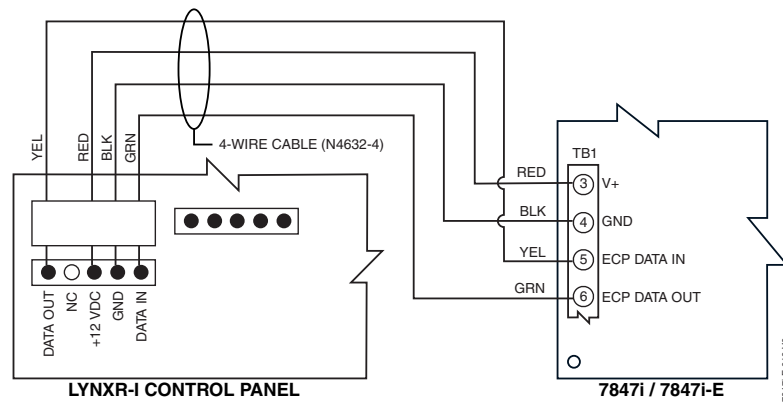 YEL
RED
BLK
GRN
4-WIRE CABLE (N4632-4)
TB1
RED
3 V+
BLK
4 GND
YEL
5 ECP DATA IN
GRN
6 ECP DATA OUT
DATA OUT
NC
+12 VDC
GND
DATA IN
LYNXR-I CONTROL PANEL
7847i / 7847i-E